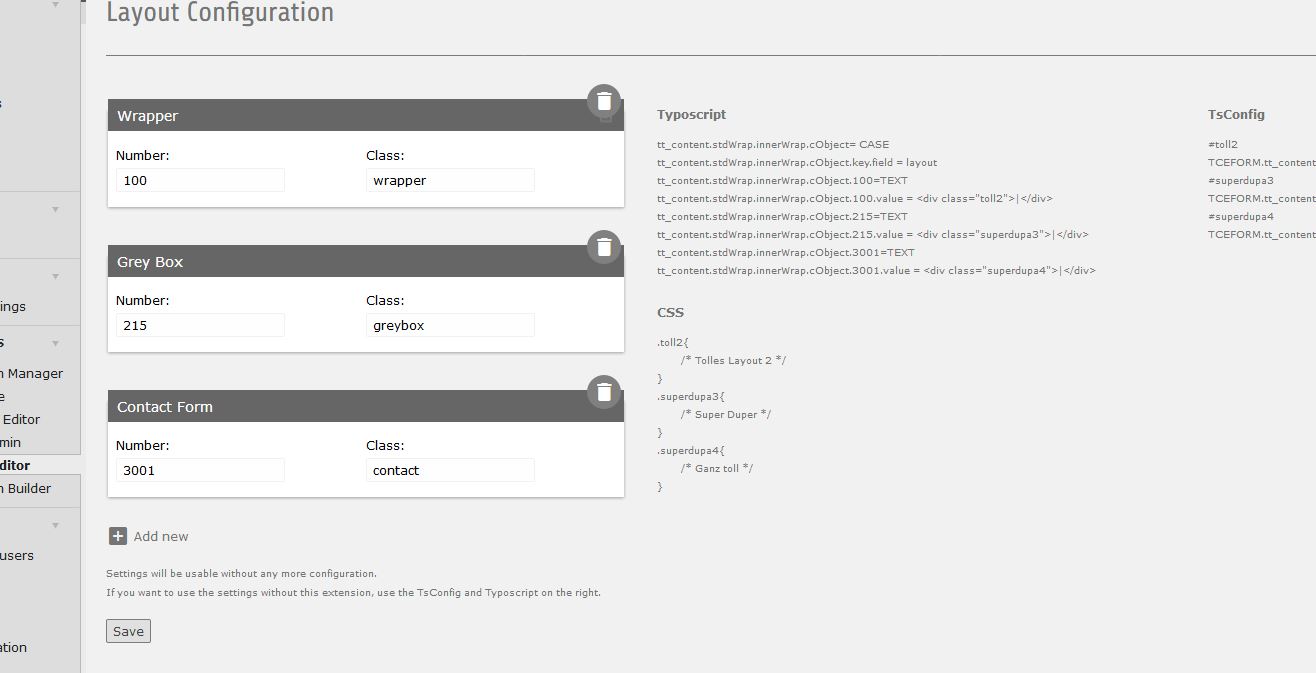 Layout Configuration
s
ings
s
n Manager
e
Editor
min
ditor
n Builder
users
ation
Wrapper
Number:
Class:
100
wrapper
Grey Box
Number:
Class:
215
greybox
Contact Form
Number:
Class:
3001
contact
Add new
Settings will be usable without any more configuration.
If you want to use the settings without this extension, use the TsConfig and Typoscript on the right.
Save
Typoscript
tt_content.stdWrap.innerWrap.cObject= CASE
tt_content.stdWrap.innerWrap.cObject.key.field = layout
tt_content.stdWrap.innerWrap.cObject.100=TEXT
tt_content.stdWrap.innerWrap.cObject.100.value = <div class="toll2">|</div>
tt_content.stdWrap.innerWrap.cObject.215=TEXT
tt_content.stdWrap.innerWrap.cObject.215.value = <div class="superdupa3">|</div>
tt_content.stdWrap.innerWrap.cObject.3001=TEXT
tt_content.stdWrap.innerWrap.cObject.3001.value = <div class="superdupa4">|</div>
CSS
.toll2{
/* Tolles Layout 2 */
}
.superdupa3{
/* Super Duper */
}
.superdupa4{
/* Ganz toll */
}
TsConfig
#toll2
TCEFORM.tt_content
#superdupa3
TCEFORM.tt_content
#superdupa4
TCEFORM.tt_content